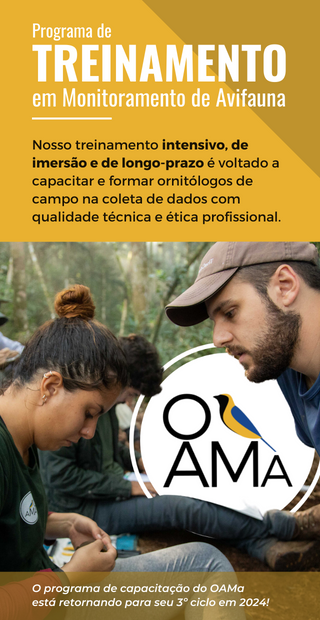 Programa de
TREINAMENTO
em Monitoramento de Avifauna
Nosso treinamento intensivo, de
imersão e de longo-prazo é voltado a
capacitar e formar ornitólogos de
campo na coleta de dados com
qualidade técnica e ética profissional.
OAMa
AMA
O programa de capacitação do OAMa
está retornando para seu 3º ciclo em 2024!